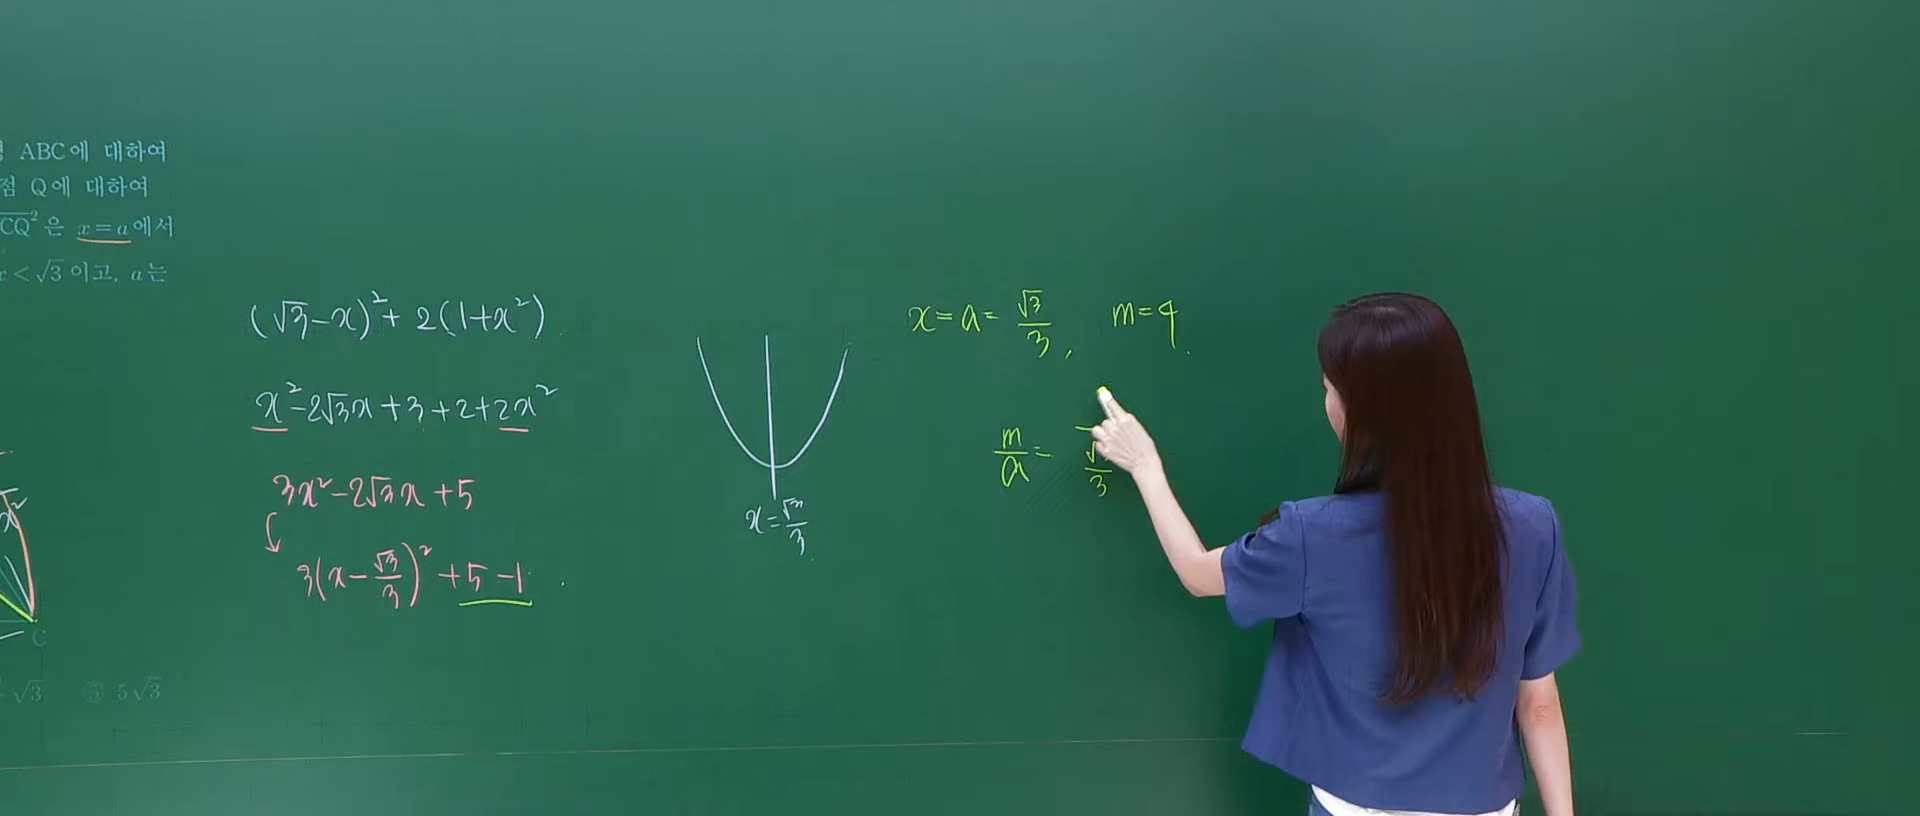 ABC에 대하여
점 Q에 대하여
CQ²은 x=a에서
x<√3이고, a는
(√3-x)²+2(1+x²)
x²-2√3x+3+2+2x²
3x²-2√3x+5
3(x-√3/3)²+5-1
x=√3/3
x=a=√3/3, m=4
m/a=
3
C
√3 ⑤ 5√3